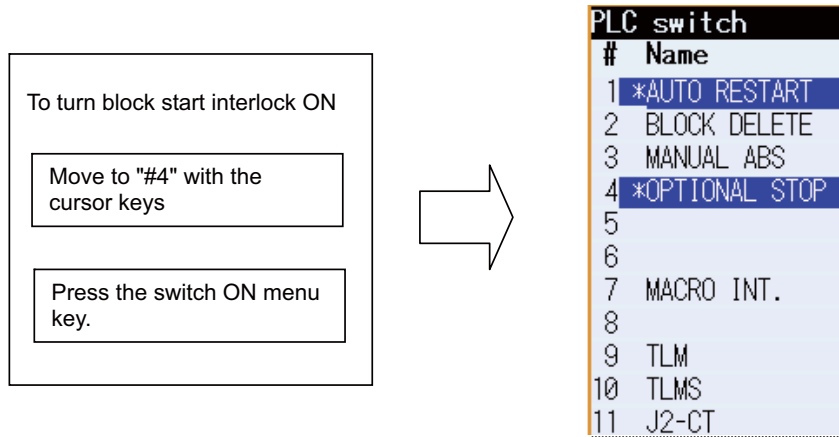 To turn block start interlock ON
Move to "#4" with the
cursor keys
Press the switch ON menu
key.
PLC switch
# Name
1 *AUTO RESTART
2 BLOCK DELETE
3 MANUAL ABS
4 *OPTIONAL STOP
5
6
7 MACRO INT.
8
9 TLM
10 TLMS
11 J2-CT